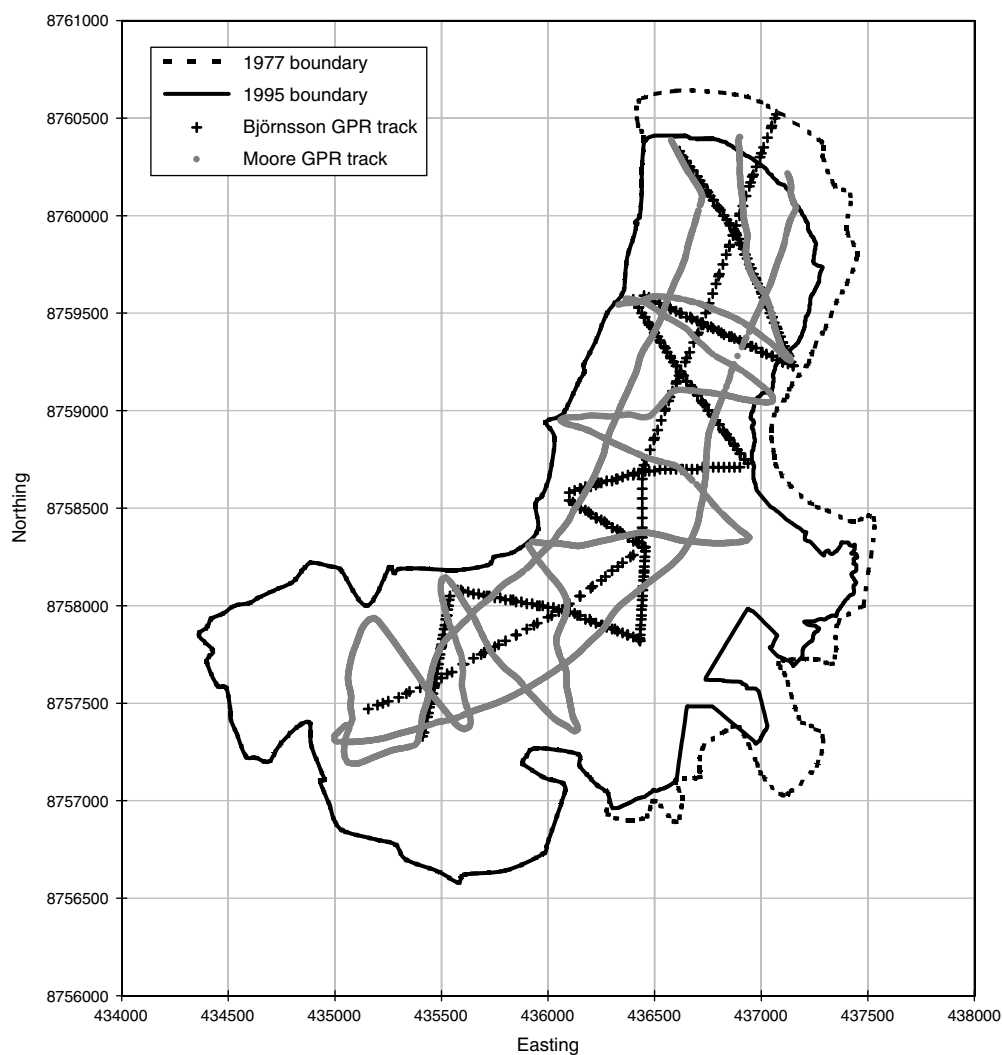 8761000
8760500
8760000
8759500
8759000
8758500
8758000
8757500
8757000
8756500
8756000
1977 boundary
1995 boundary
Björnsson GPR track
Moore GPR track
Northing
434000 434500 435000 435500 436000 436500 437000 437500 438000
Easting